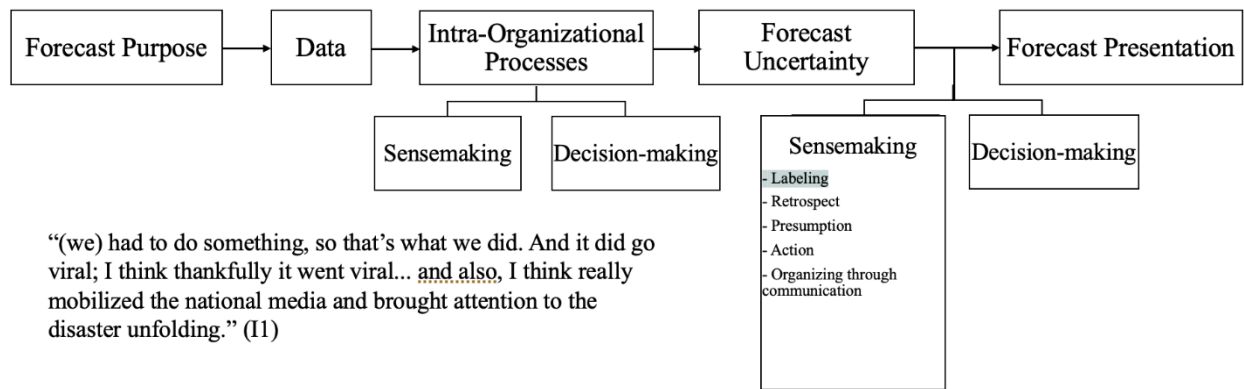 Forecast Purpose
Data
Intra-Organizational
Processes
Forecast
Uncertainty
Forecast Presentation
Sensemaking
Decision-making
Sensemaking
- Labeling
- Retrospect
- Presumption
- Action
- Organizing through
communication
Decision-making
“(we) had to do something, so that’s what we did. And it did go
viral; I think thankfully it went viral... and also, I think really
mobilized the national media and brought attention to the
disaster unfolding.” (I1)